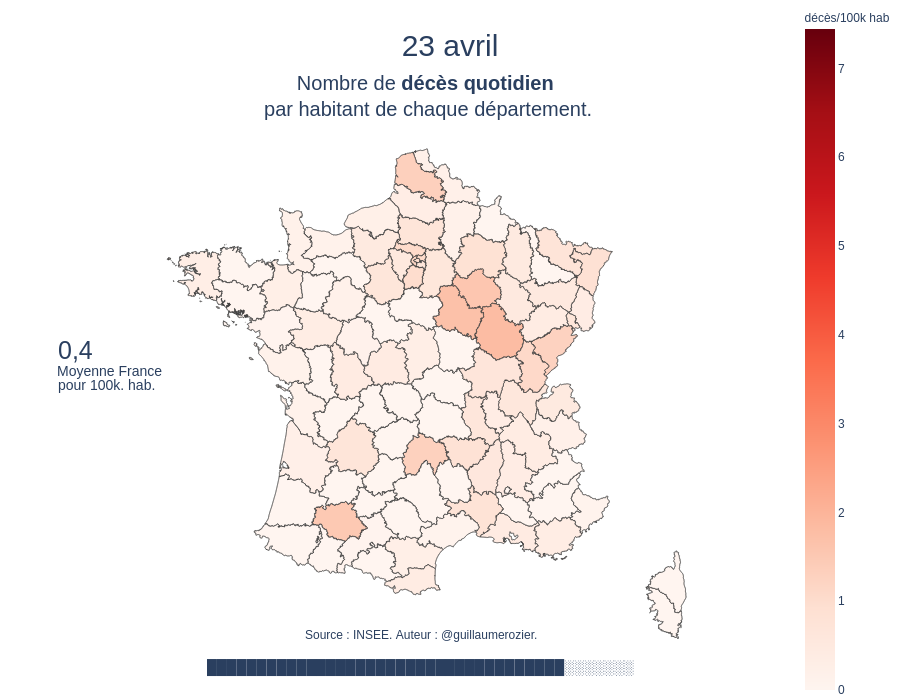 décès/100k hab
23 avril
Nombre de décès quotidien
par habitant de chaque département.
7
6
5
4
3
2
1
0
0,4
Moyenne France
pour 100k. hab.
Source : INSEE. Auteur : @guillaumerozier.